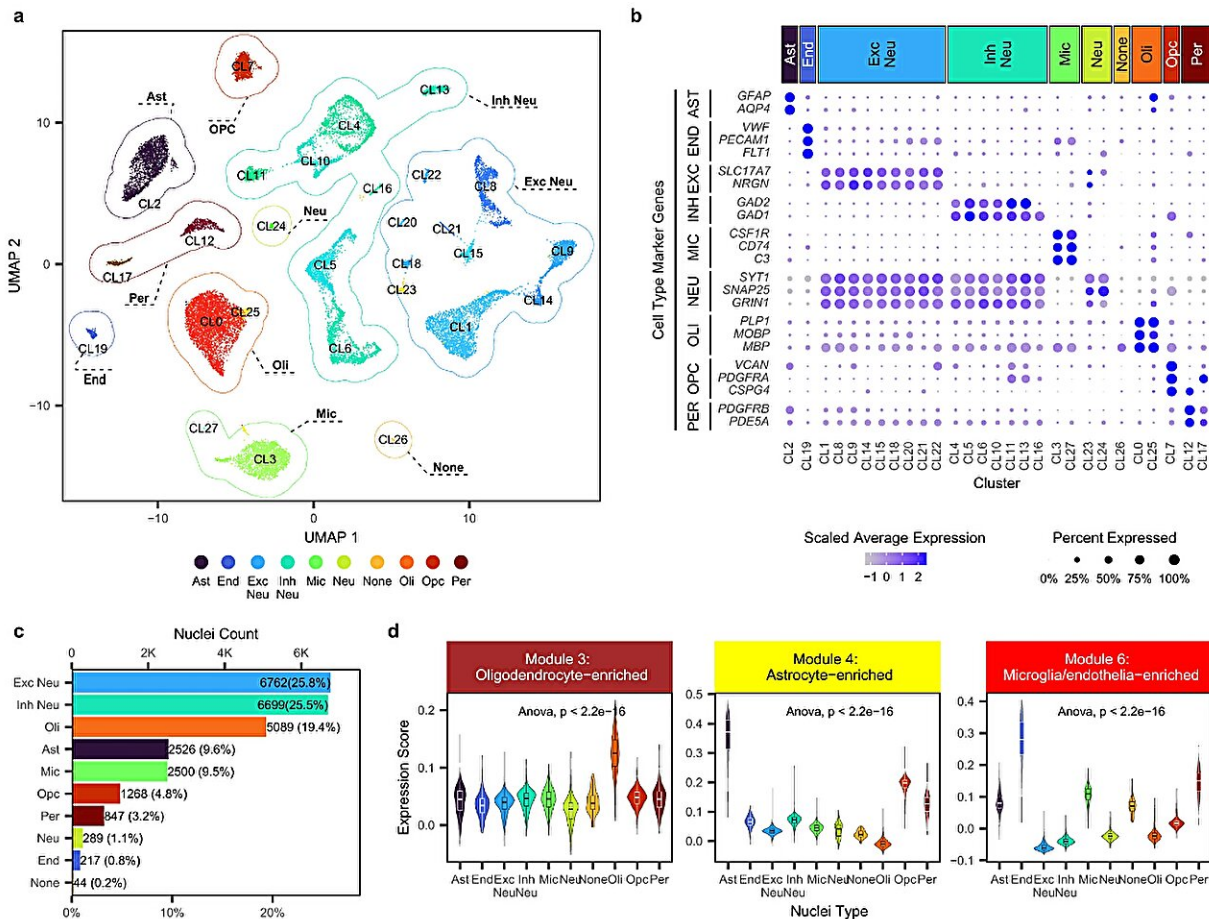 a
CL7
CL13
Inh Neu
Ast
OPC
CL4
CL10
CL11
CL16
CL22
CL8
Exc Neu
CL2
Neu
CL24
CL20
CL21
CL12
CL15
CL9
CL17
CL5
CL18
Per
CL23
CL14
CL0
CL25
CL1
CL19
CL6
End
Oli
Mic
CL27
CL3
CL26
None
UMAP 2
10
0
−10
−10
0
10
UMAP 1
Ast
End
Exc Neu
Inh Neu
Mic
Neu
None
Oli
Opc
Per
b
Ast
End
Exc Neu
Inh Neu
Mic
Neu
None
Oli
Opc
Per
Cell Type Marker Genes
AST
GFAP
AQP4
END
VWF
PECAM1
FLT1
EXC
SLC17A7
NRGN
INH
GAD2
GAD1
MIC
CSF1R
CD74
C3
NEU
SYT1
SNAP25
GRIN1
OLI
PLP1
MOBP
MBP
OPC
VCAN
PDGFRA
CSPG4
PER
PDGFRB
PDE5A
CL2
CL19
CL1
CL8
CL9
CL14
CL15
CL18
CL20
CL21
CL22
CL4
CL5
CL6
CL10
CL11
CL13
CL16
CL3
CL27
CL23
CL24
CL26
CL0
CL25
CL7
CL12
CL17
Cluster
Scaled Average Expression
−1 0 1 2
Percent Expressed
0% 25% 50% 75% 100%
c
Nuclei Count
0 2K 4K 6K
Exc Neu 6762(25.8%)
Inh Neu 6699(25.5%)
Oli 5089 (19.4%)
Ast 2526 (9.6%)
Mic 2500 (9.5%)
Opc 1268 (4.8%)
Per 847 (3.2%)
Neu 289 (1.1%)
End 217 (0.8%)
None 44 (0.2%)
0% 10% 20%
d
Module 3:
Oligodendrocyte−enriched
Anova, p < 2.2e−16
Expression Score
0.2
0.1
0.0
Ast End Exc Neu Inh Neu Mic Neu None Oli Opc Per
Module 4:
Astrocyte−enriched
Anova, p < 2.2e−16
0.5
0.4
0.3
0.2
0.1
0.0
Ast End Exc Neu Inh Neu Mic Neu None Oli Opc Per
Nuclei Type
Module 6:
Microglia/endothelia−enriched
Anova, p < 2.2e−16
0.4
0.3
0.2
0.1
0.0
−0.1
Ast End Exc Neu Inh Neu Mic Neu None Oli Opc Per